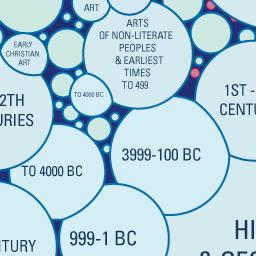 ART
ARTS
OF NON-LITERATE
PEOPLES
& EARLIEST
TIMES
TO 499
EARLY
CHRISTIAN
ART
TO 4000 BC
2TH
URIES
1ST -
CENTU
3999-100 BC
TO 4000 BC
999-1 BC
TURY
HI